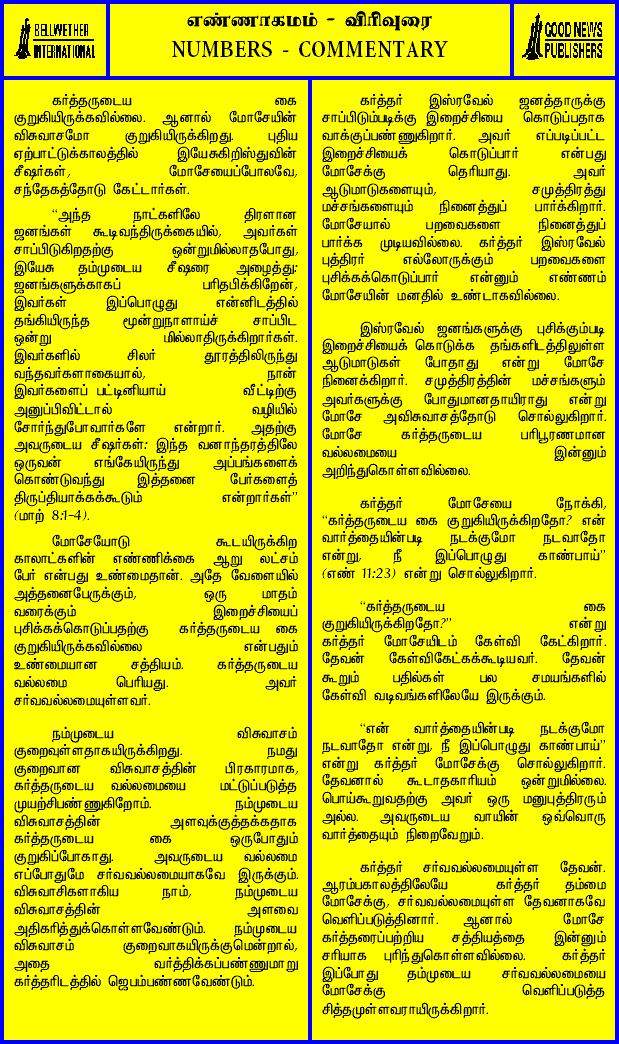 BELLWETHER
INTERNATIONAL
எண்ணாகமம் - விரிவுரை
NUMBERS - COMMENTARY
GOOD NEWS
PUBLISHERS
கர்த்தருடைய கை
குறுகியிருக்கவில்லை. ஆனால் மோசேயின்
விசுவாசமோ குறுகியிருக்கிறது. புதிய
ஏற்பாட்டுக்காலத்தில் இயேசுகிறிஸ்துவின்
சீஷர்கள், மோசேயைப்போலவே,
சந்தேகத்தோடு கேட்டார்கள்.
“அந்த நாட்களிலே திரளான
ஜனங்கள் கூடிவந்திருக்கையில், அவர்கள்
சாப்பிடுகிறதற்கு ஒன்றுமில்லாதபோது,
இயேசு தம்முடைய சீஷரை அழைத்து:
ஜனங்களுக்காகப் பரிதபிக்கிறேன்,
இவர்கள் இப்பொழுது என்னிடத்தில்
தங்கியிருந்த மூன்றுநாளாய்ச் சாப்பிட
ஒன்று மில்லாதிருக்கிறார்கள்.
இவர்களில் சிலர் தூரத்திலிருந்து
வந்தவர்களாகையால், நான்
இவர்களைப் பட்டினியாய் வீட்டிற்கு
அனுப்பிவிட்டால் வழியில்
சோர்ந்துபோவார்களே என்றார். அதற்கு
அவருடைய சீஷர்கள்: இந்த வனாந்தரத்திலே
ஒருவன் எங்கேயிருந்து அப்பங்களைக்
கொண்டுவந்து இத்தனை பேர்களைத்
திருப்தியாக்கக்கூடும் என்றார்கள்”
(மாற் 8:1-4).
மோசேயோடு கூடயிருக்கிற
காலாட்களின் எண்ணிக்கை ஆறு லட்சம்
பேர் என்பது உண்மைதான். அதே வேளையில்
அத்தனைபேருக்கும், ஒரு மாதம்
வரைக்கும் இறைச்சியைப்
புசிக்கக்கொடுப்பதற்கு கர்த்தருடைய கை
குறுகியிருக்கவில்லை என்பதும்
உண்மையான சத்தியம். கர்த்தருடைய
வல்லமை பெரியது. அவர்
சர்வவல்லமையுள்ளவர்.
நம்முடைய விசுவாசம்
குறைவுள்ளதாகயிருக்கிறது. நமது
குறைவான விசுவாசத்தின் பிரகாரமாக,
கர்த்தருடைய வல்லமையை மட்டுப்படுத்த
முயற்சிபண்ணுகிறோம். நம்முடைய
விசுவாசத்தின் அளவுக்குத்தக்கதாக
கர்த்தருடைய கை ஒருபோதும்
குறுகிப்போகாது. அவருடைய வல்லமை
எப்போதுமே சர்வவல்லமையாகவே இருக்கும்.
விசுவாசிகளாகிய நாம், நம்முடைய
விசுவாசத்தின் அளவை
அதிகரித்துக்கொள்ளவேண்டும். நம்முடைய
விசுவாசம் குறைவாகயிருக்குமென்றால்,
அதை வர்த்திக்கப்பண்ணுமாறு
கர்த்தரிடத்தில் ஜெபம்பண்ணவேண்டும்.
கர்த்தர் இஸ்ரவேல் ஜனத்தாருக்கு
சாப்பிடும்படிக்கு இறைச்சியை கொடுப்பதாக
வாக்குப்பண்ணுகிறார். அவர் எப்படிப்பட்ட
இறைச்சியைக் கொடுப்பார் என்பது
மோசேக்கு தெரியாது. அவர்
ஆடுமாடுகளையும், சமுத்திரத்து
மச்சங்களையும் நினைத்துப் பார்க்கிறார்.
மோசேயால் பறவைகளை நினைத்துப்
பார்க்க முடியவில்லை. கர்த்தர் இஸ்ரவேல்
புத்திரர் எல்லோருக்கும் பறவைகளை
புசிக்கக்கொடுப்பார் என்னும் எண்ணம்
மோசேயின் மனதில் உண்டாகவில்லை.
இஸ்ரவேல் ஜனங்களுக்கு புசிக்கும்படி
இறைச்சியைக் கொடுக்க தங்களிடத்திலுள்ள
ஆடுமாடுகள் போதாது என்று மோசே
நினைக்கிறார். சமுத்திரத்தின் மச்சங்களும்
அவர்களுக்கு போதுமானதாயிராது என்று
மோசே அவிசுவாசத்தோடு சொல்லுகிறார்.
மோசே கர்த்தருடைய பரிபூரணமான
வல்லமையை இன்னும்
அறிந்துகொள்ளவில்லை.
கர்த்தர் மோசேயை நோக்கி,
“கர்த்தருடைய கை குறுகியிருக்கிறதோ? என்
வார்த்தையின்படி நடக்குமோ நடவாதோ
என்று, நீ இப்பொழுது காண்பாய்”
(எண் 11:23) என்று சொல்லுகிறார்.
“கர்த்தருடைய கை
குறுகியிருக்கிறதோ?” என்று
கர்த்தர் மோசேயிடம் கேள்வி கேட்கிறார்.
தேவன் கேள்விகேட்கக்கூடியவர். தேவன்
கூறும் பதில்கள் பல சமயங்களில்
கேள்வி வடிவங்களிலேயே இருக்கும்.
“என் வார்த்தையின்படி நடக்குமோ
நடவாதோ என்று, நீ இப்பொழுது காண்பாய்”
என்று கர்த்தர் மோசேக்கு சொல்லுகிறார்.
தேவனால் கூடாதகாரியம் ஒன்றுமில்லை.
பொய்கூறுவதற்கு அவர் ஒரு மனுபுத்திரரும்
அல்ல. அவருடைய வாயின் ஒவ்வொரு
வார்த்தையும் நிறைவேறும்.
கர்த்தர் சர்வவல்லமையுள்ள தேவன்.
ஆரம்பகாலத்திலேயே கர்த்தர் தம்மை
மோசேக்கு, சர்வவல்லமையுள்ள தேவனாகவே
வெளிப்படுத்தினார். ஆனால் மோசே
கர்த்தரைப்பற்றிய சத்தியத்தை இன்னும்
சரியாக புரிந்துகொள்ளவில்லை. கர்த்தர்
இப்போது தம்முடைய சர்வவல்லமையை
மோசேக்கு வெளிப்படுத்த
சித்தமுள்ளவராயிருக்கிறார்.